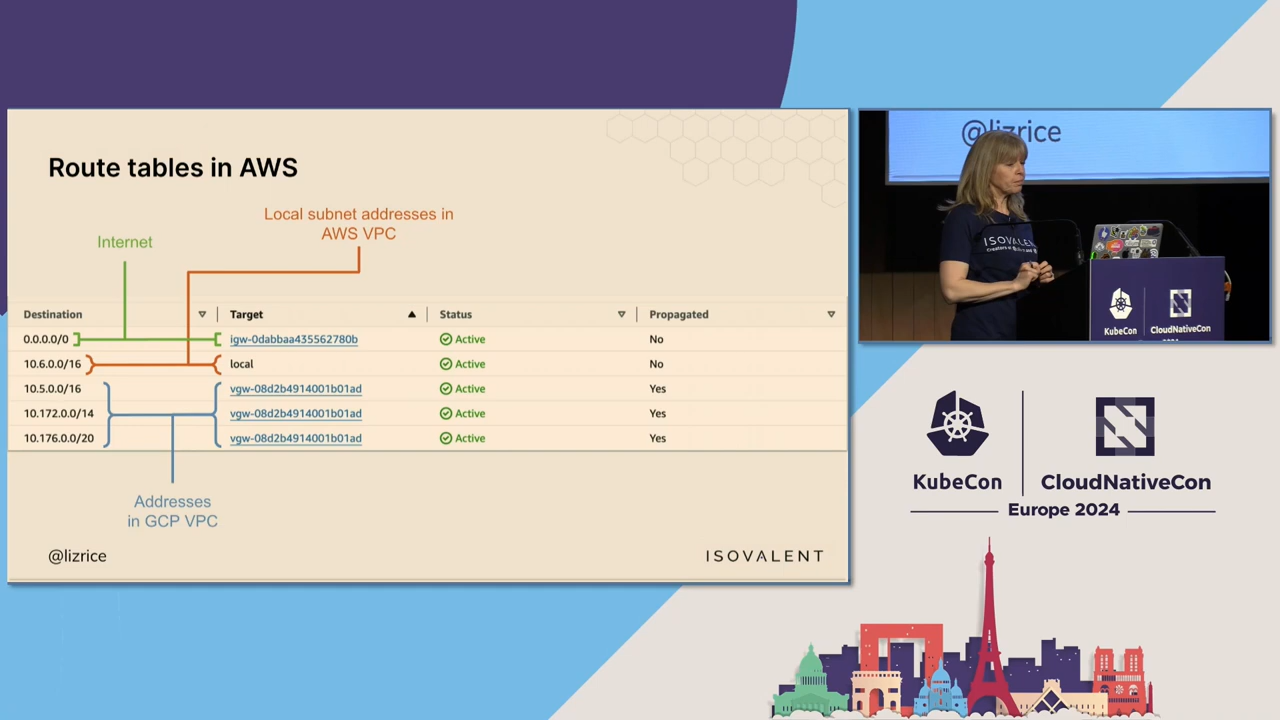 Route tables in AWS
Local subnet addresses in
AWS VPC
Internet
Destination Target Status Propagated
0.0.0.0/0 igw-0dabbaa435562780b Active No
10.6.0.0/16 local Active No
10.5.0.0/16 vgw-08d2b4914001b01ad Active Yes
10.172.0.0/14 vgw-08d2b4914001b01ad Active Yes
10.176.0.0/20 vgw-08d2b4914001b01ad Active Yes
Addresses
in GCP VPC
@lizrice
ISOVALENT
@lizrice
ISOVALENT
KubeCon
CloudNativeCon
KubeCon
CloudNativeCon
Europe 2024